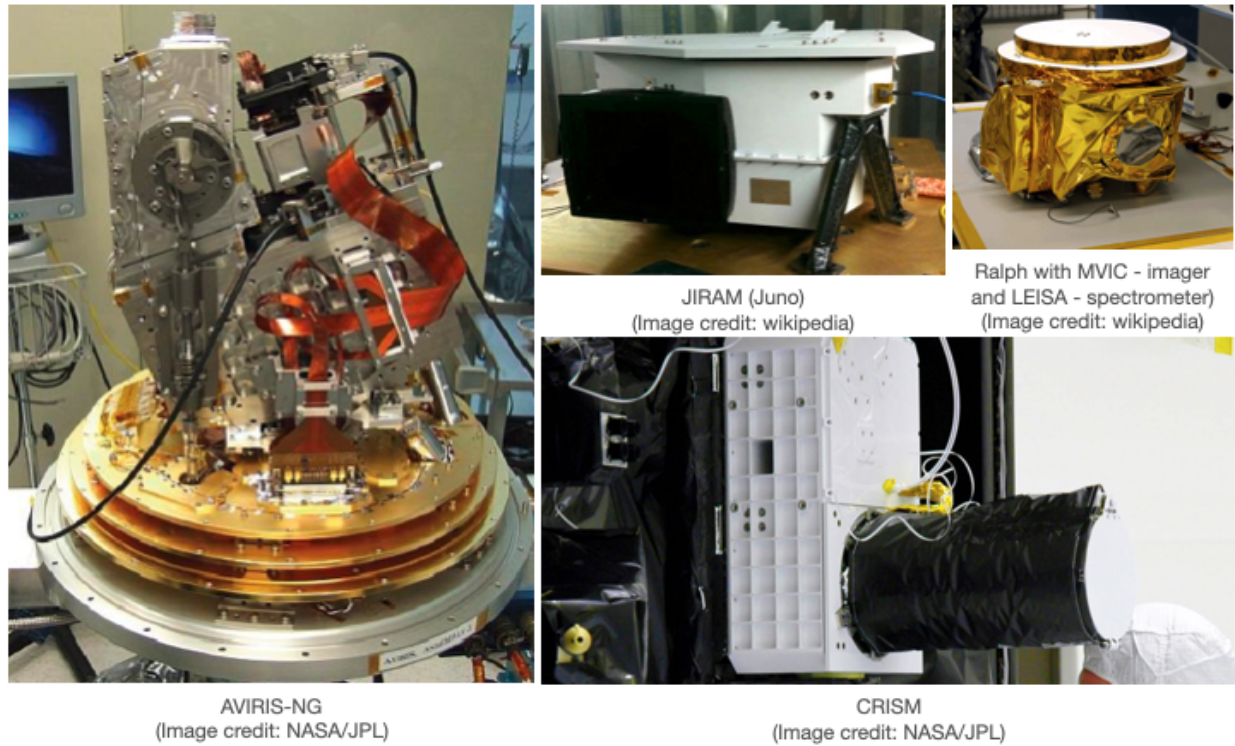 JIRAM (Juno)
(Image credit: wikipedia)
Ralph with MVIC - imager
and LEISA - spectrometer)
(Image credit: wikipedia)
AVIRIS-NG
(Image credit: NASA/JPL)
CRISM
(Image credit: NASA/JPL)